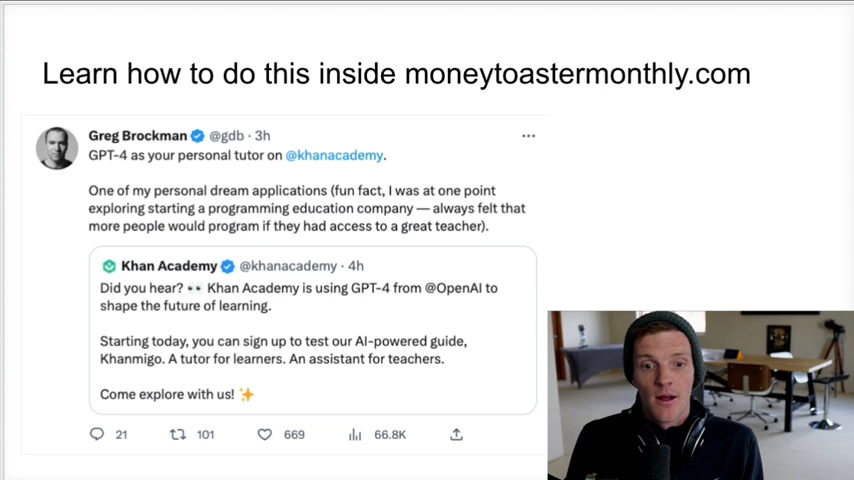 Learn how to do this inside moneytoastermonthly.com
Greg Brockman @gdb · 3h
GPT-4 as your personal tutor on @khanacademy.
One of my personal dream applications (fun fact, I was at one point
exploring starting a programming education company — always felt that
more people would program if they had access to a great teacher).
Khan Academy @khanacademy · 4h
Did you hear? 👀 Khan Academy is using GPT-4 from @OpenAI to
shape the future of learning.
Starting today, you can sign up to test our AI-powered guide,
Khanmigo. A tutor for learners. An assistant for teachers.
Come explore with us! ✨
21 101 669 66.8K